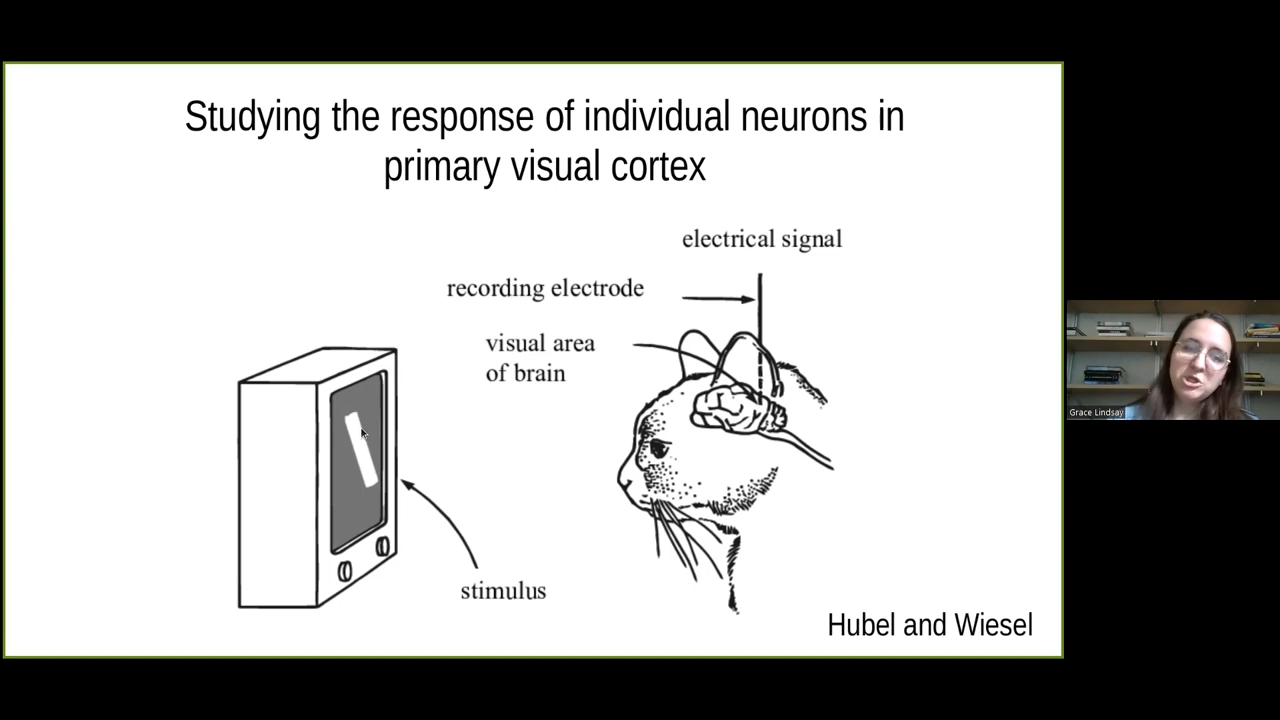 Studying the response of individual neurons in
primary visual cortex
electrical signal
recording electrode
visual area
of brain
stimulus
Hubel and Wiesel
Grace Lindsay